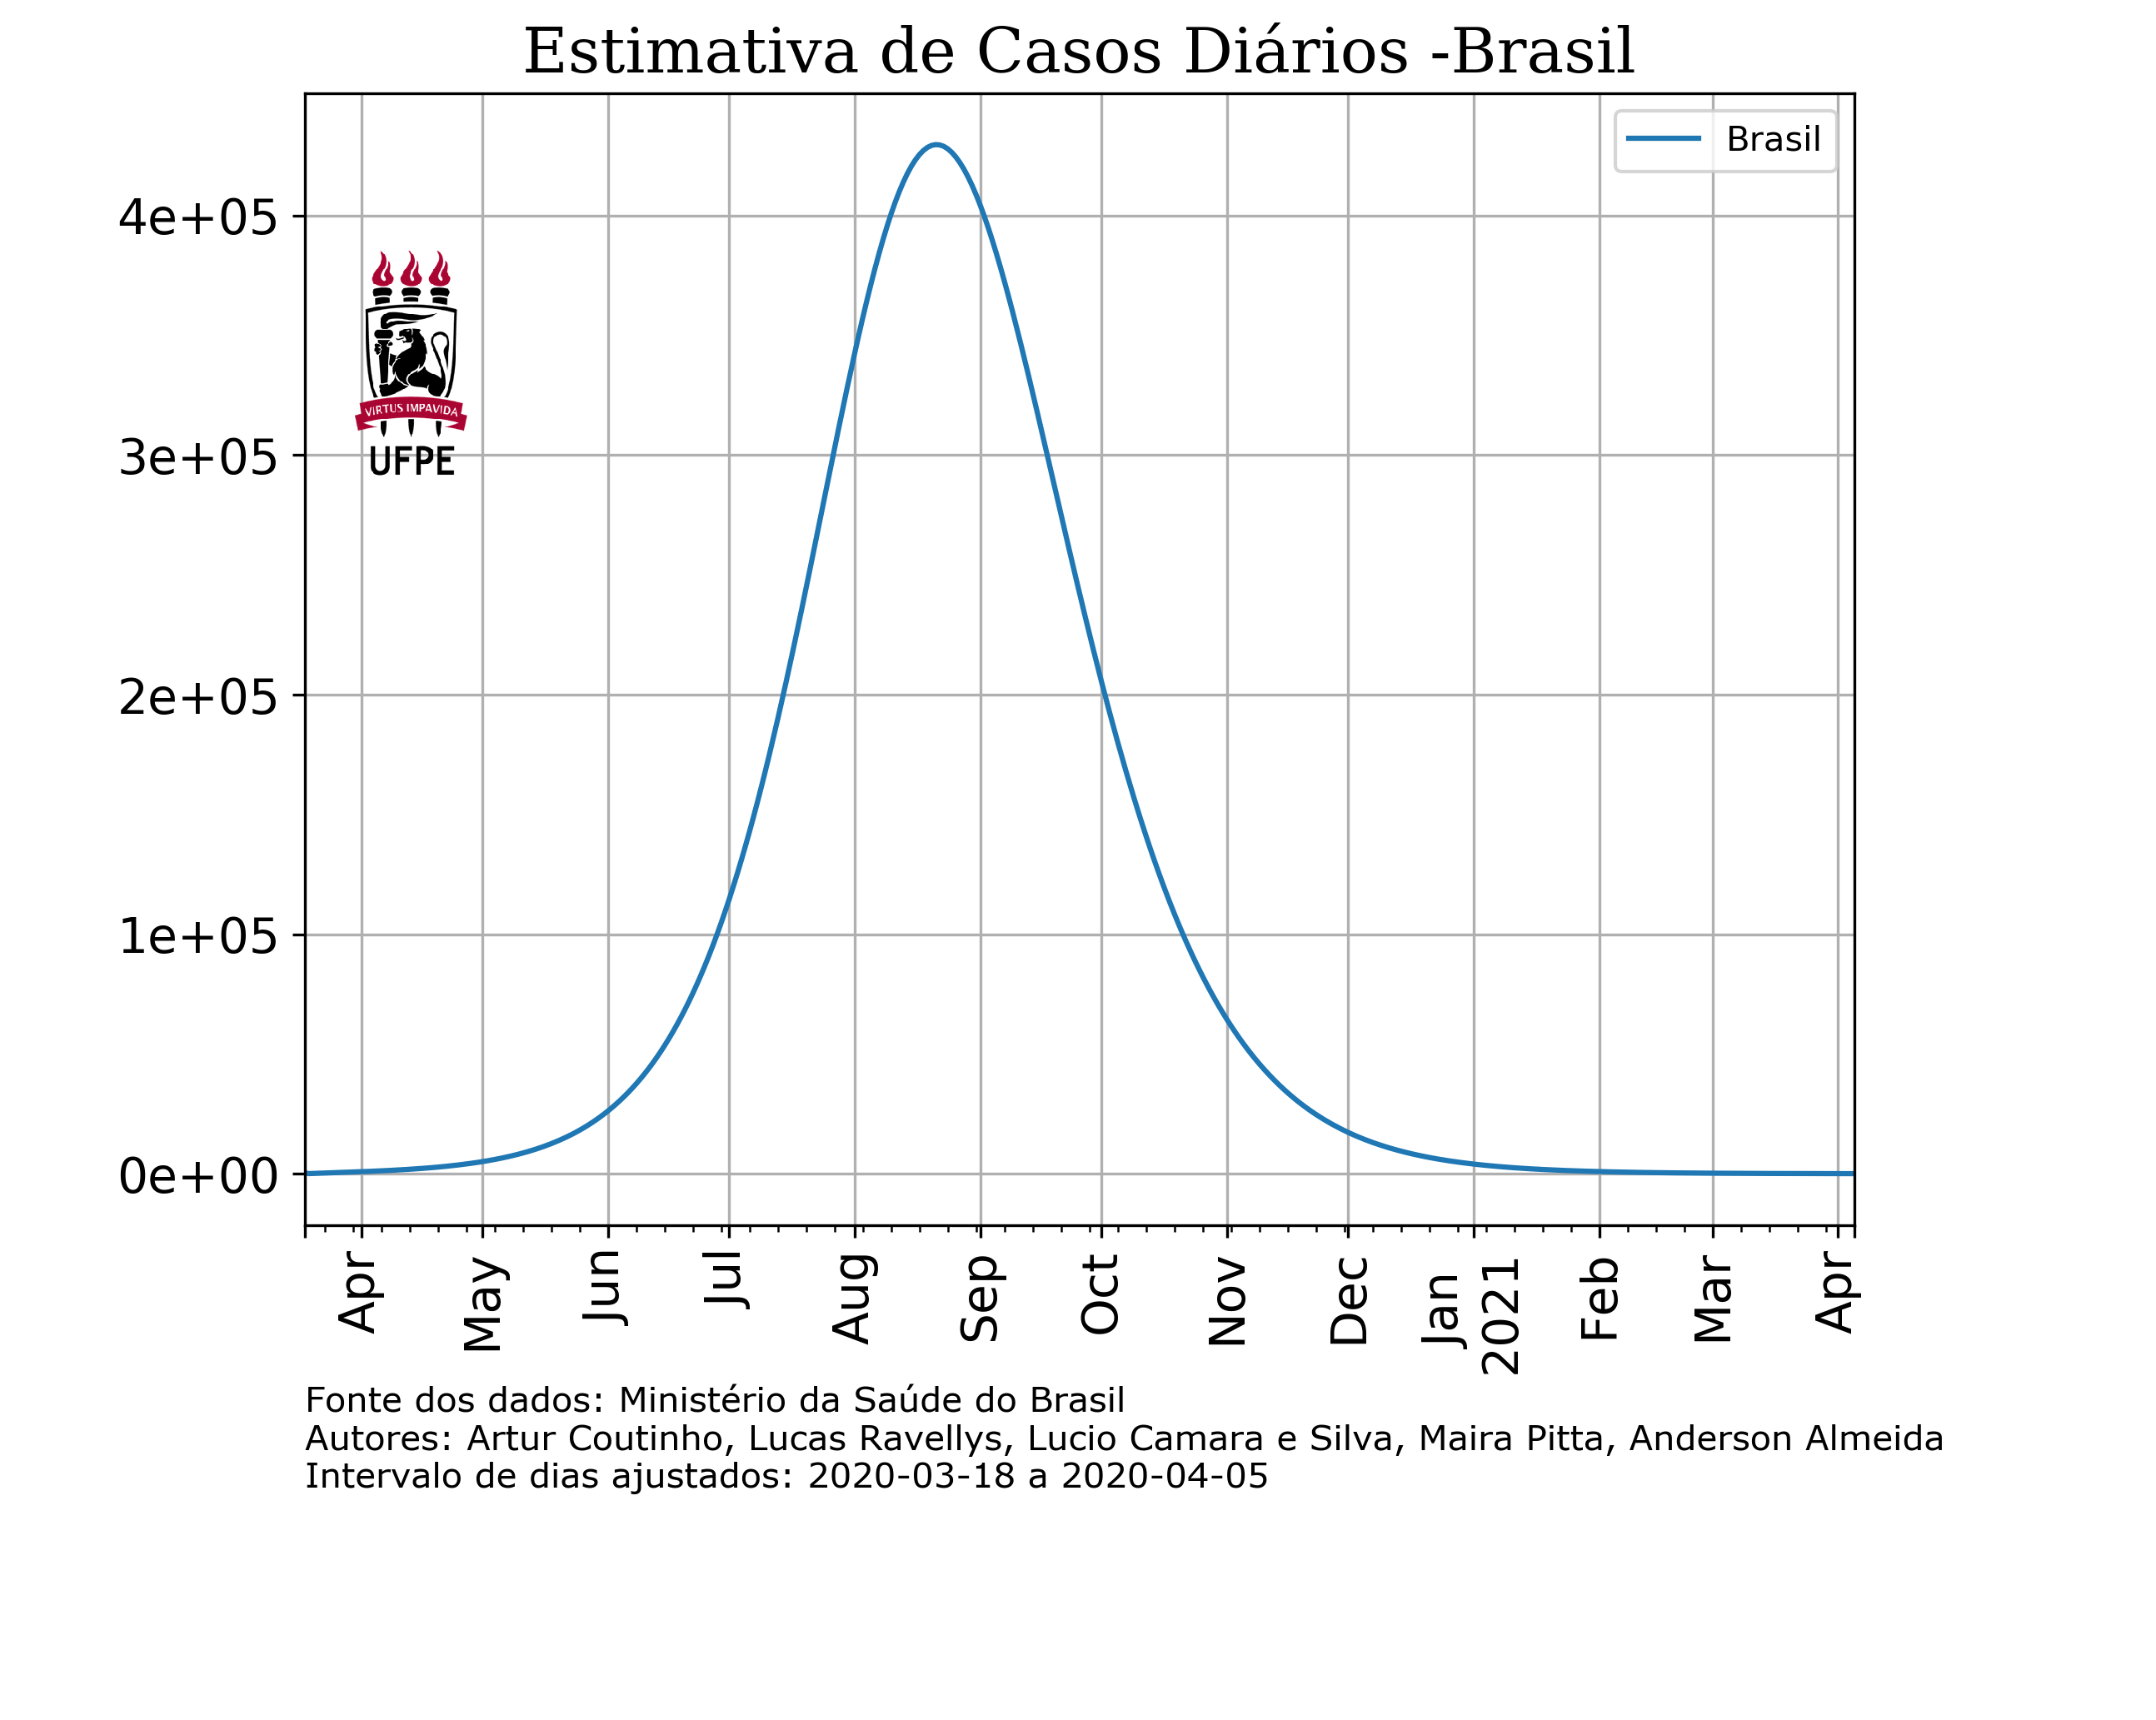 Estimativa de Casos Diários -Brasil
Brasil
4e+05
3e+05
2e+05
1e+05
0e+00
VIRTUS IMPAVIDA
UFPE
Apr
May
Jun
Jul
Aug
Sep
Oct
Nov
Dec
Jan
2021
Feb
Mar
Apr
Fonte dos dados: Ministério da Saúde do Brasil
Autores: Artur Coutinho, Lucas Ravellys, Lucio Camara e Silva, Maira Pitta, Anderson Almeida
Intervalo de dias ajustados: 2020-03-18 a 2020-04-05